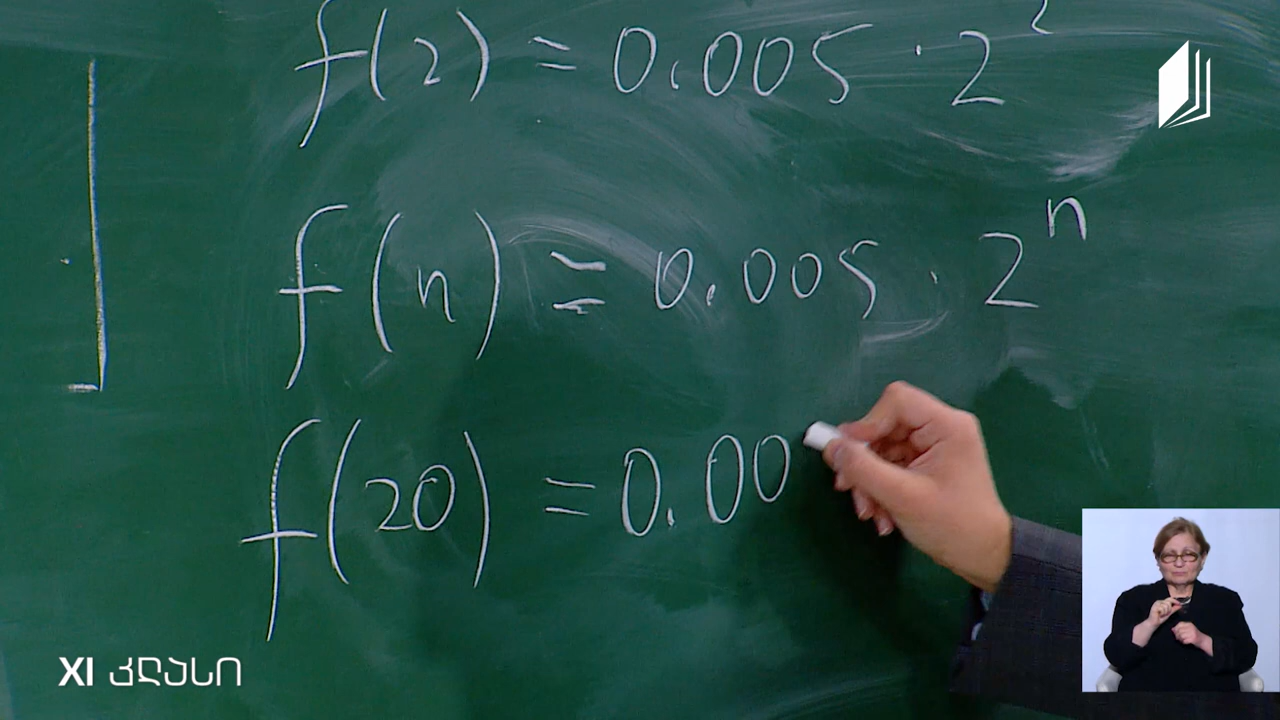 f(2) = 0.005 · 2²
f(n) = 0.005 · 2ⁿ
f(20) = 0.00
XI კლასი